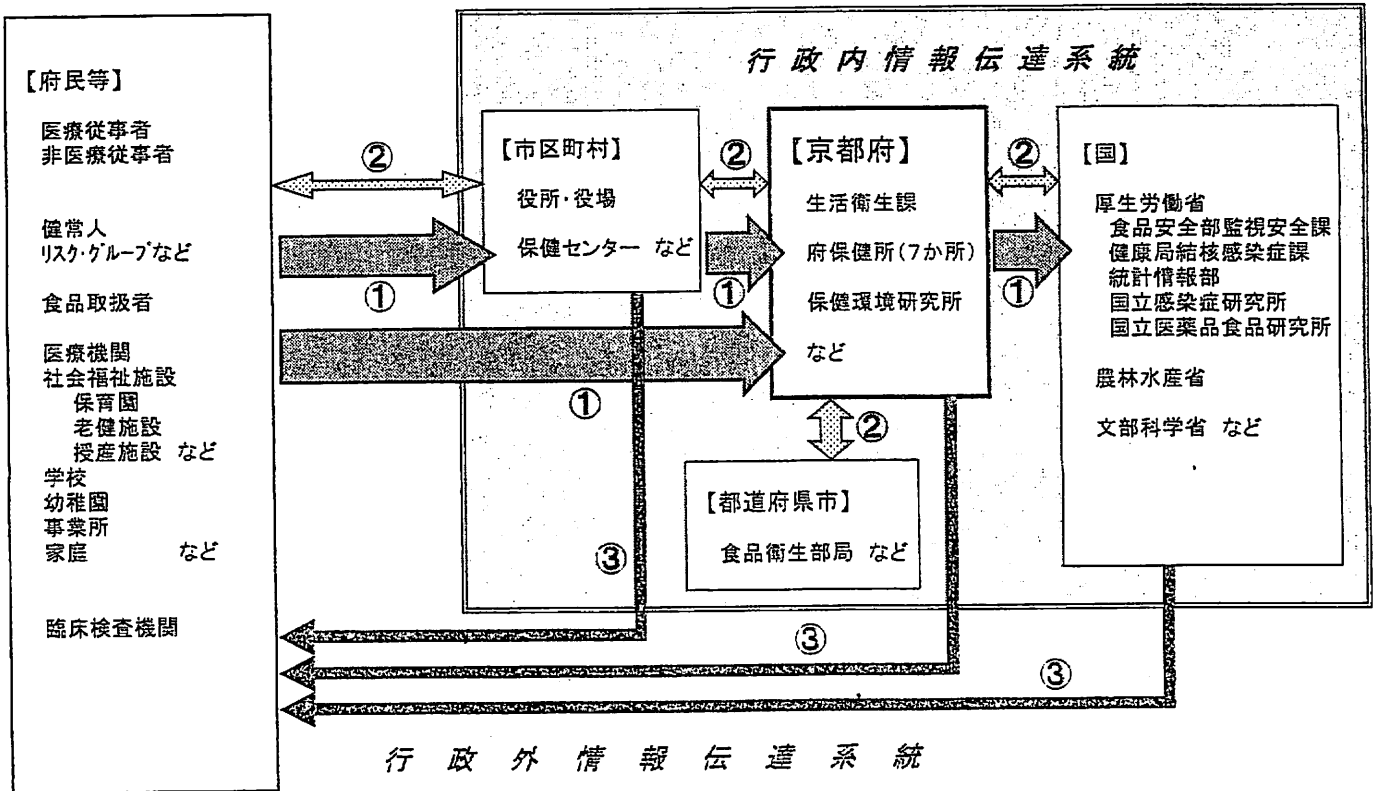 行政内情報伝達系統
【府民等】
医療従事者
非医療従事者
健常人
リスク・グループなど
食品取扱者
医療機関
社会福祉施設
保育園
老健施設
授産施設 など
学校
幼稚園
事業所
家庭 など
臨床検査機関
②
①
①
【市区町村】
役所・役場
保健センター など
②
①
【京都府】
生活衛生課
府保健所(7か所)
保健環境研究所
など
②
①
【国】
厚生労働省
食品安全部監視安全課
健康局結核感染症課
統計情報部
国立感染症研究所
国立医薬品食品研究所
農林水産省
文部科学省 など
②
【都道府県市】
食品衛生部局 など
③
③
③
行政外情報伝達系統